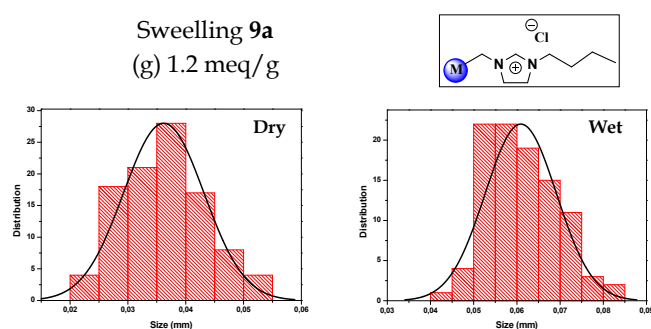 Sweelling 9a
(g) 1.2 meq/g
⊖
Cl
M
N
⊕
N
Dry
30
25
20
15
10
5
0
Distribution
0,02
0,03
0,04
0,05
0,06
Size (mm)
Wet
20
15
10
5
0
Distribution
0,03
0,04
0,05
0,06
0,07
0,08
0,09
Size (mm)